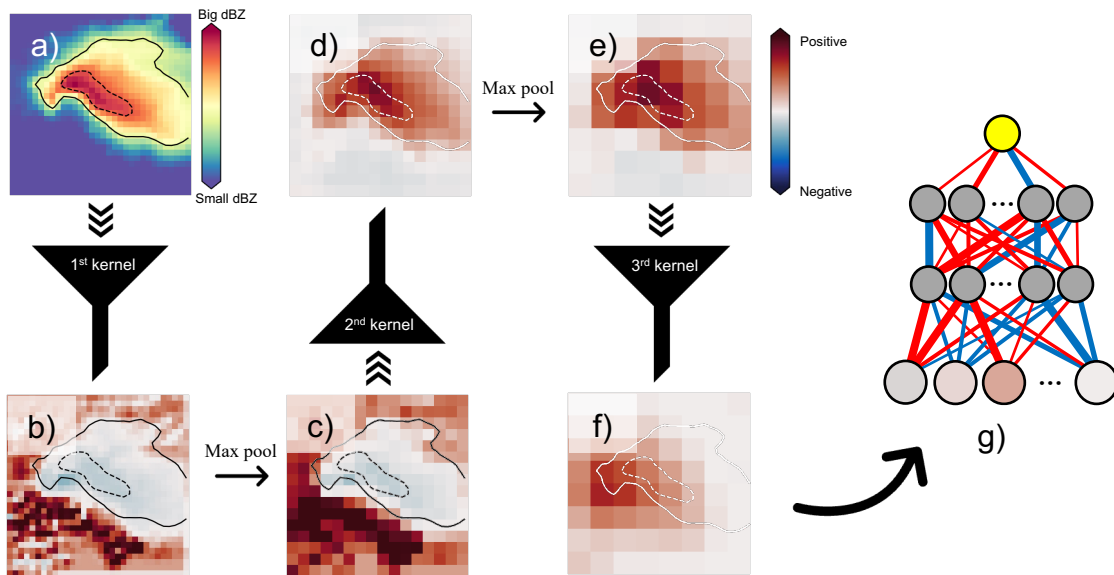 Big dBZ
a)
Small dBZ
d)
Max pool
e)
Positive
Negative
1st kernel
2nd kernel
3rd kernel
b)
Max pool
c)
f)
g)